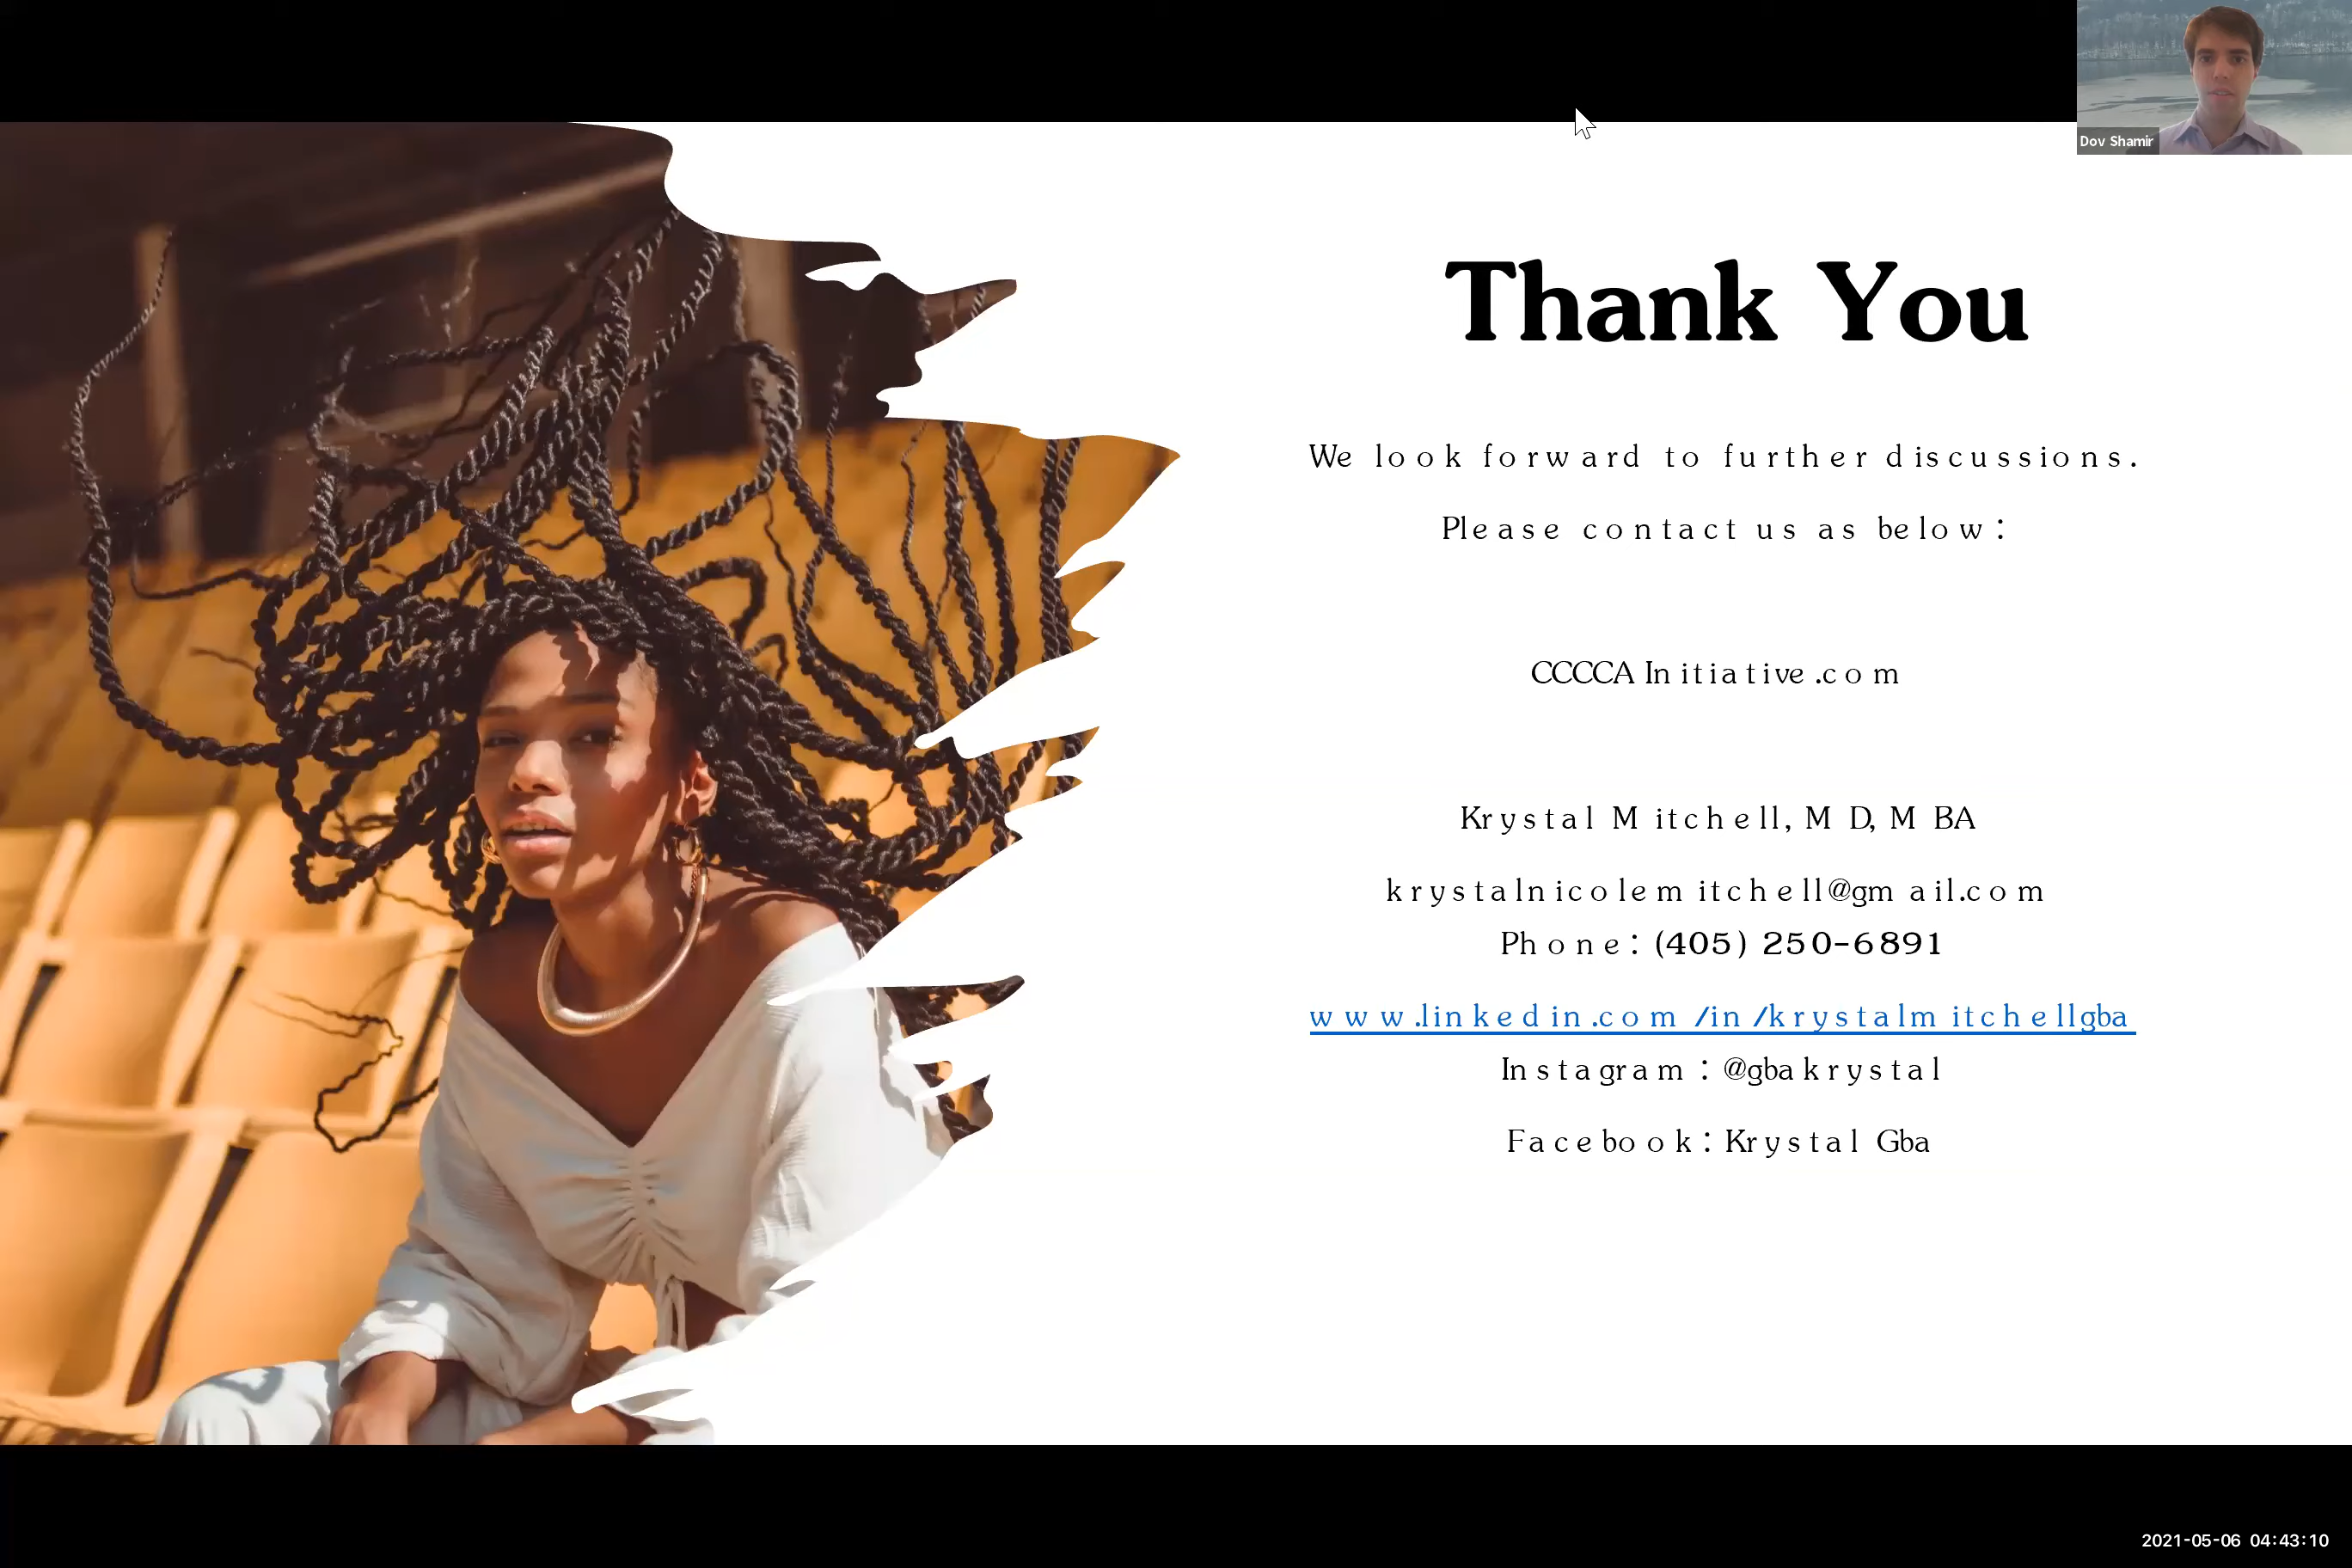 Dov Shamir
Thank You
We look forward to further discussions.
Please contact us as below:
CCCCAInitiative.com
Krystal Mitchell, MD, MBA
krystalnicolemitchell@gmail.com
Phone: (405) 250-6891
www.linkedin.com/in/krystalmitchellgba
Instagram: @gbakrystal
Facebook: Krystal Gba
2021-05-06 04:43:10